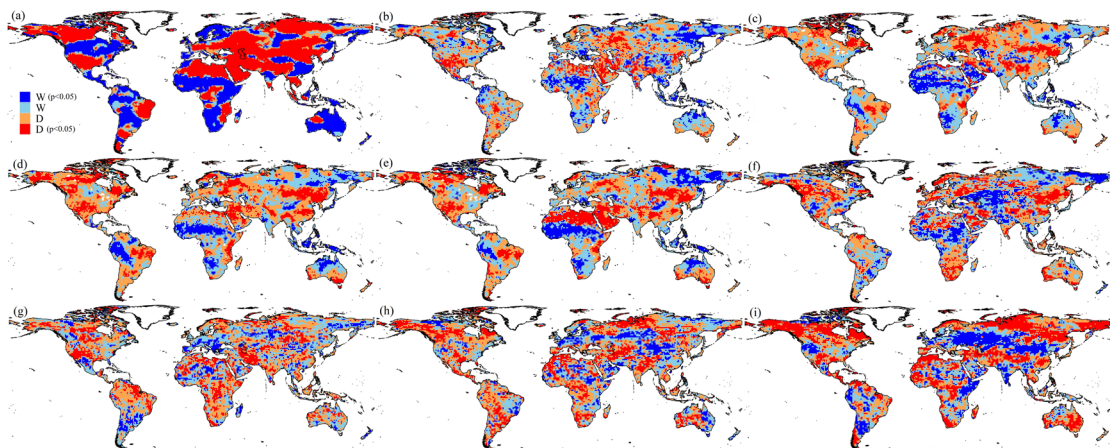 (a)
(b)
(c)
W (p<0.05)
W
D
D (p<0.05)
(d)
(e)
(f)
(g)
(h)
(i)